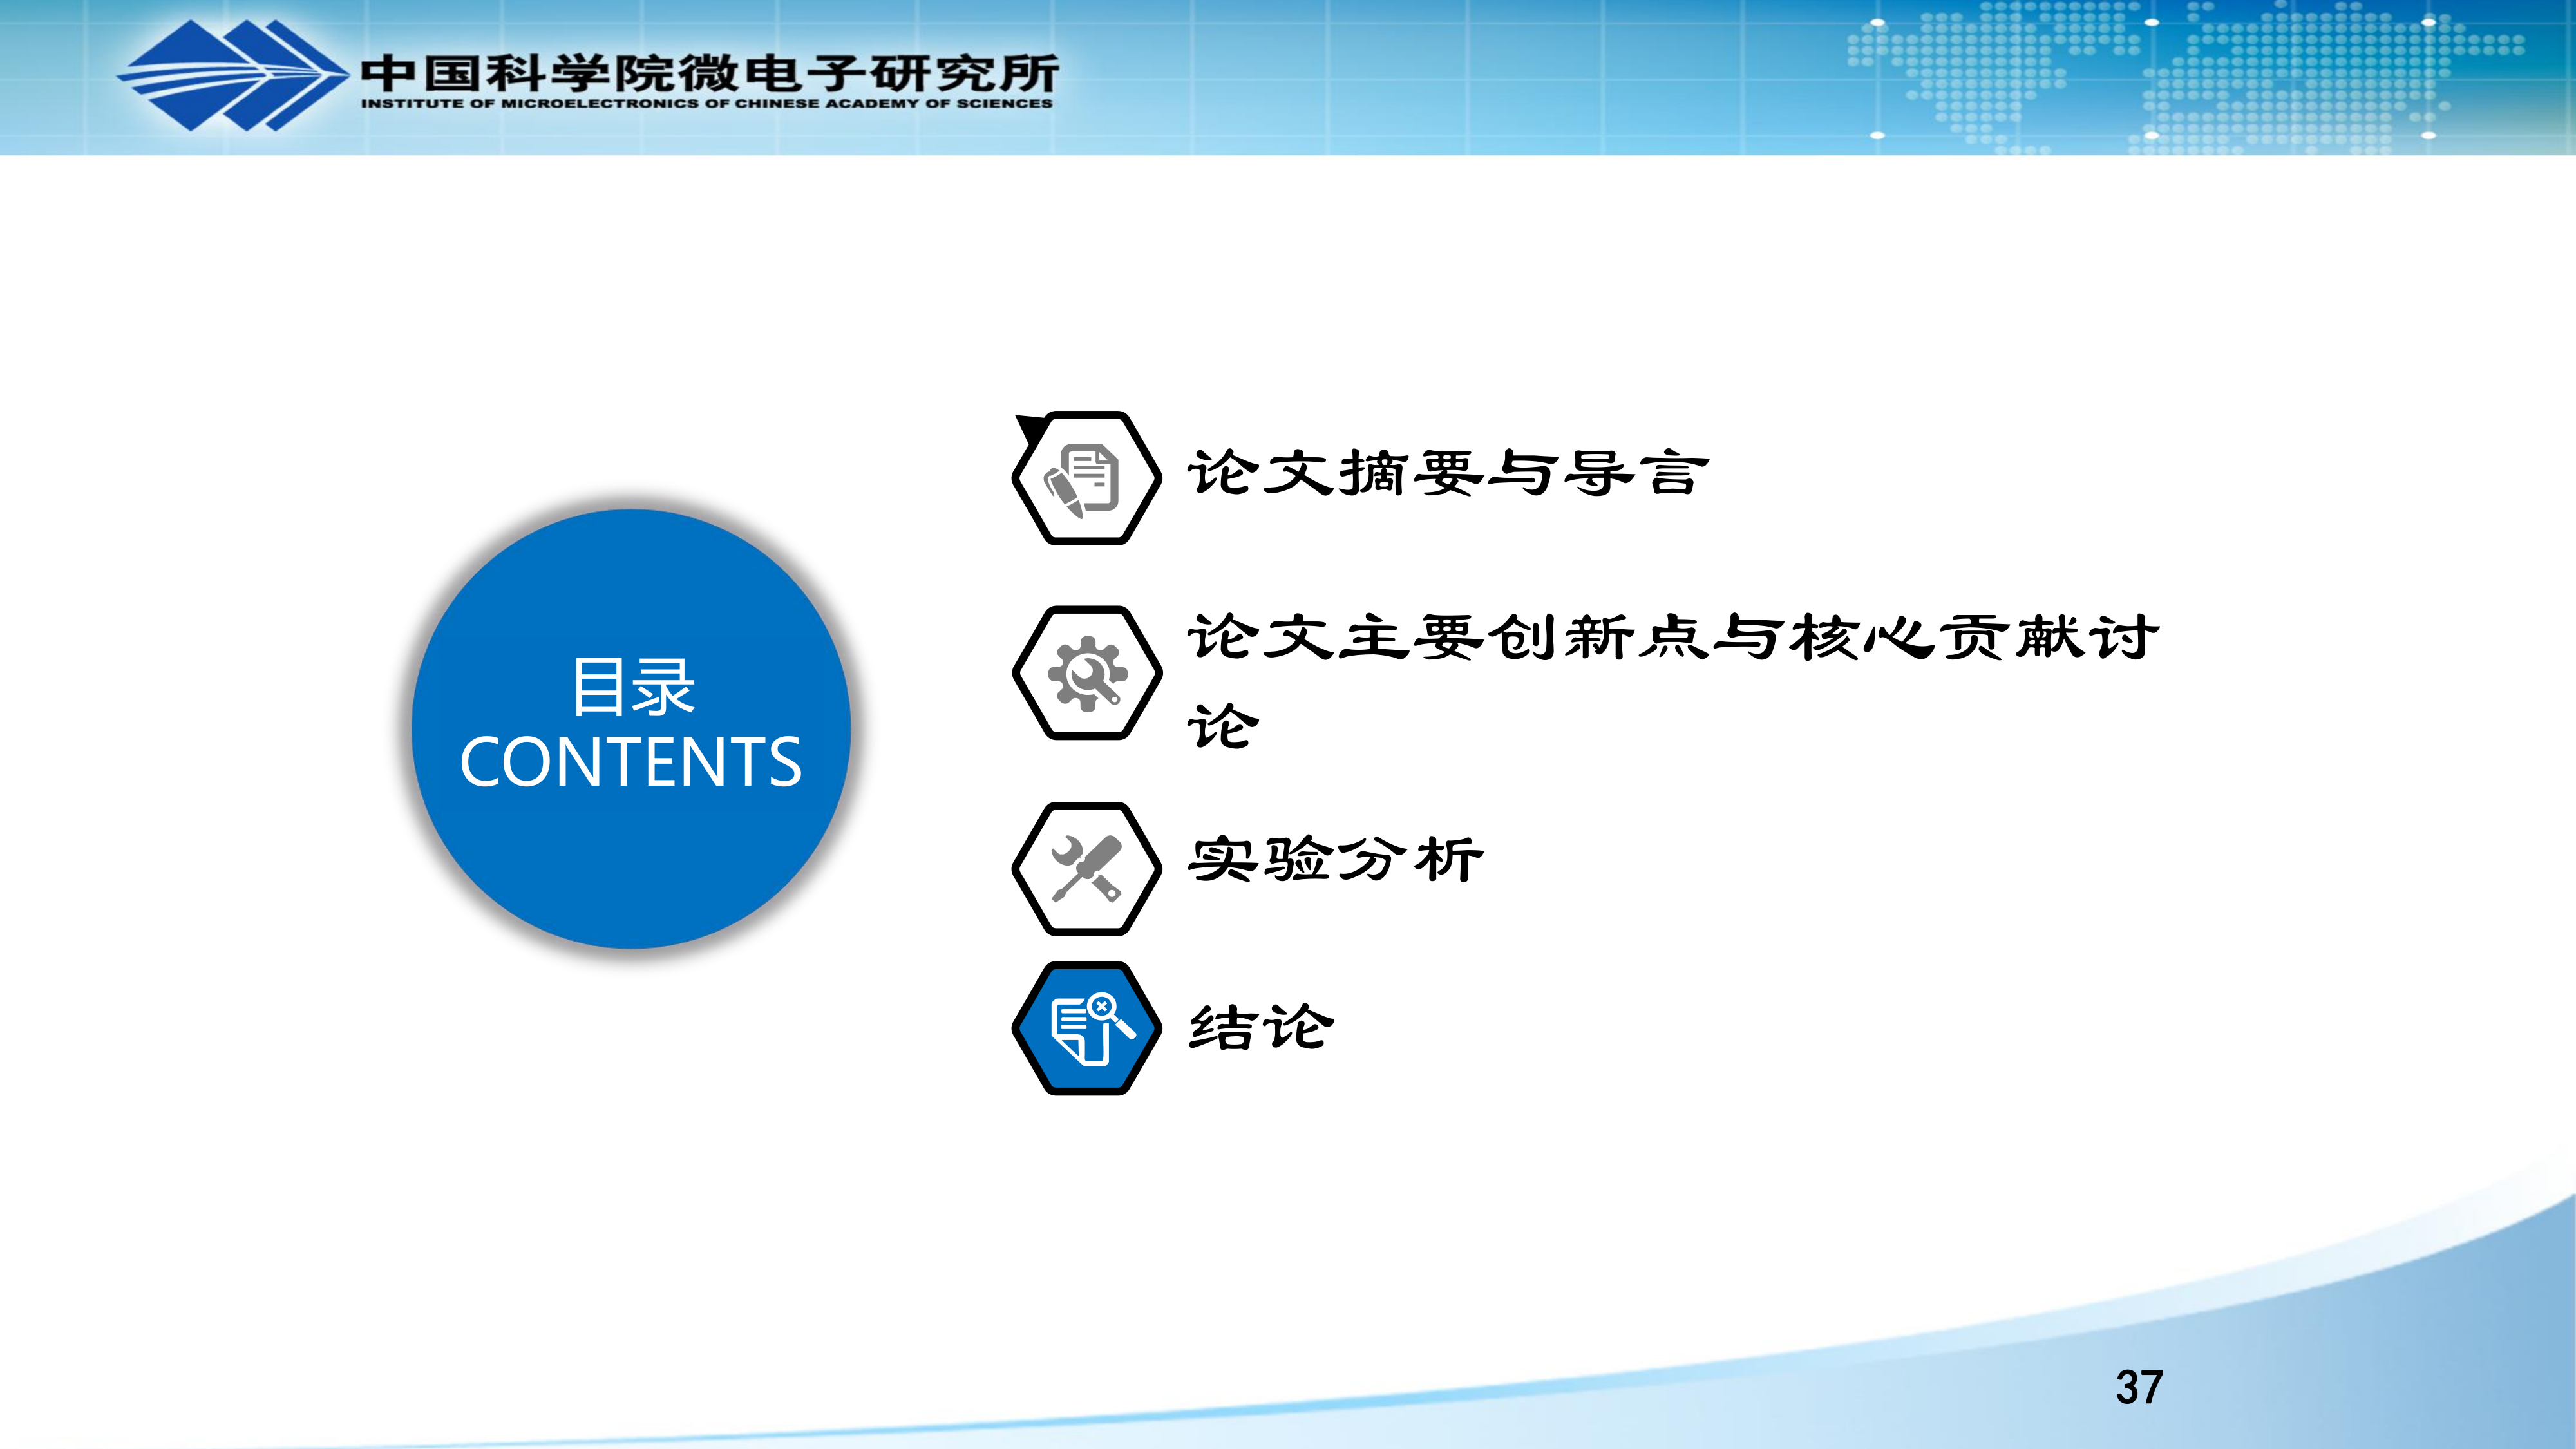 中国科学院微电子研究所
INSTITUTE OF MICROELECTRONICS OF CHINESE ACADEMY OF SCIENCES
目录
CONTENTS
论文摘要与导言
论文主要创新点与核心贡献讨
论
实验分析
结论
37